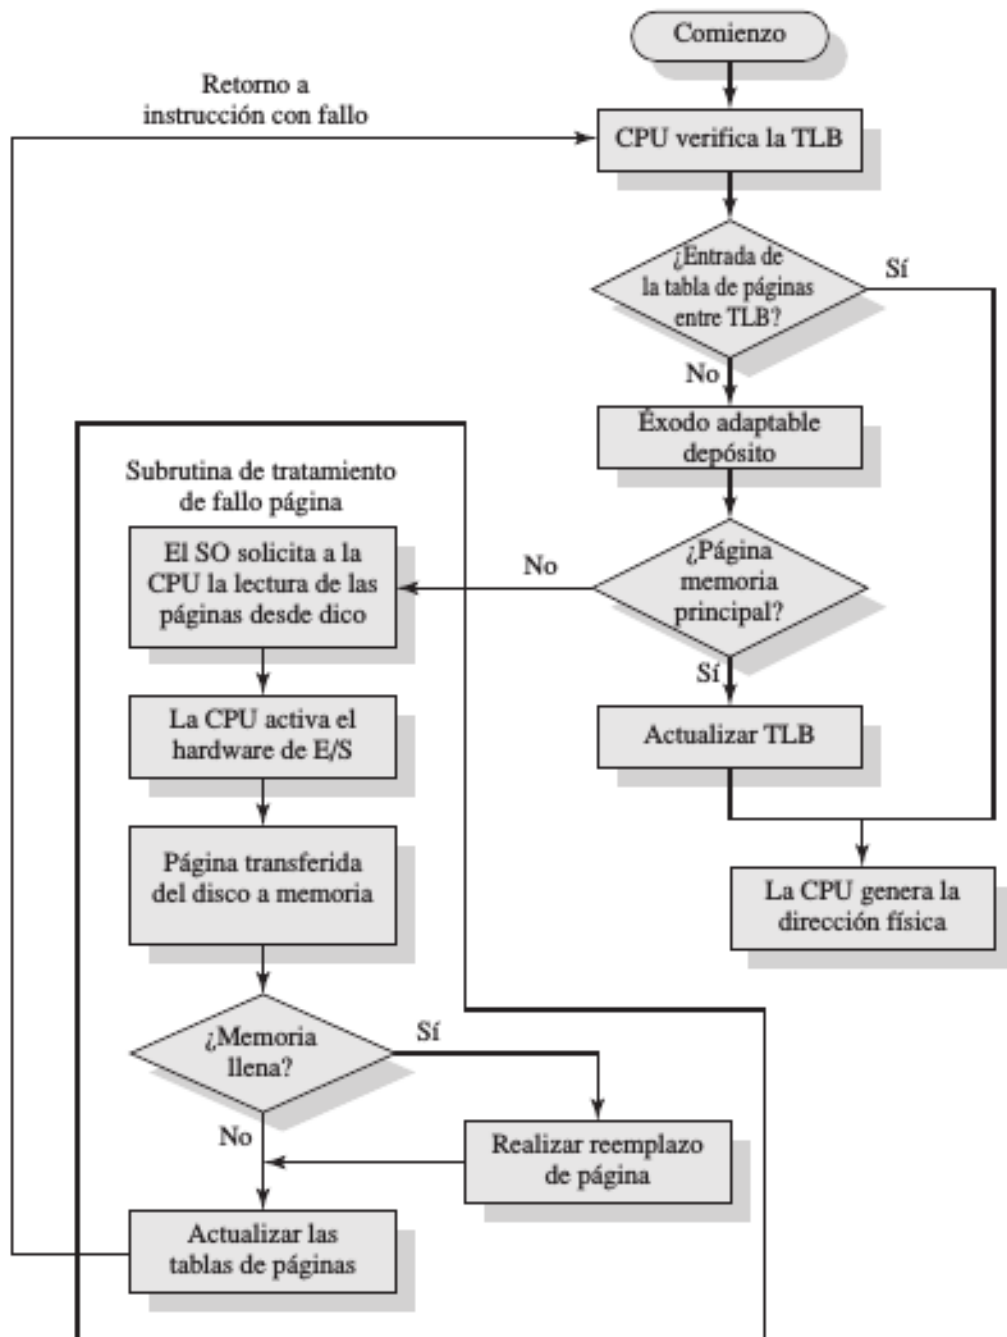 Comienzo
Retorno a
instrucción con fallo
CPU verifica la TLB
¿Entrada de
la tabla de páginas
entre TLB?
Sí
No
Éxodo adaptable
depósito
Subrutina de tratamiento
de fallo página
El SO solicita a la
CPU la lectura de las
páginas desde dico
No
¿Página
memoria
principal?
Sí
La CPU activa el
hardware de E/S
Actualizar TLB
Página transferida
del disco a memoria
La CPU genera la
dirección física
¿Memoria
llena?
Sí
No
Realizar reemplazo
de página
Actualizar las
tablas de páginas